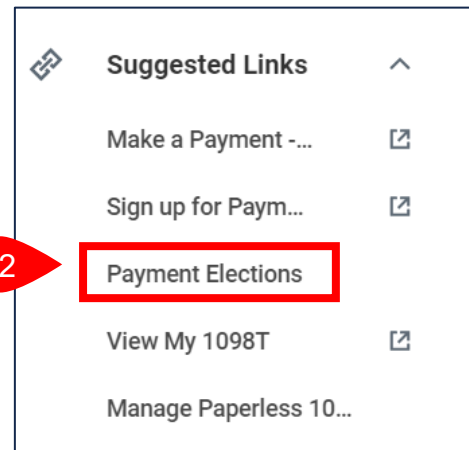 Suggested Links
Make a Payment -...
Sign up for Paym...
2
Payment Elections
View My 1098T
Manage Paperless 10...